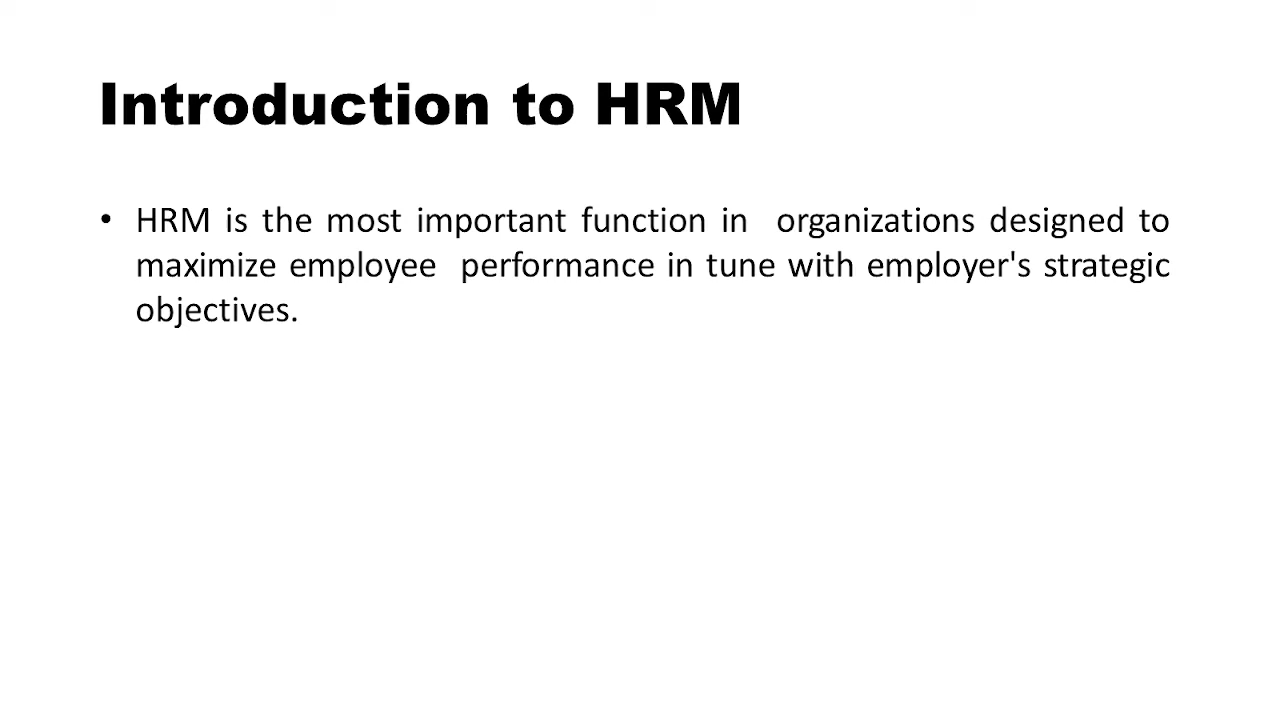 Introduction to HRM
• HRM is the most important function in organizations designed to
maximize employee performance in tune with employer's strategic
objectives.